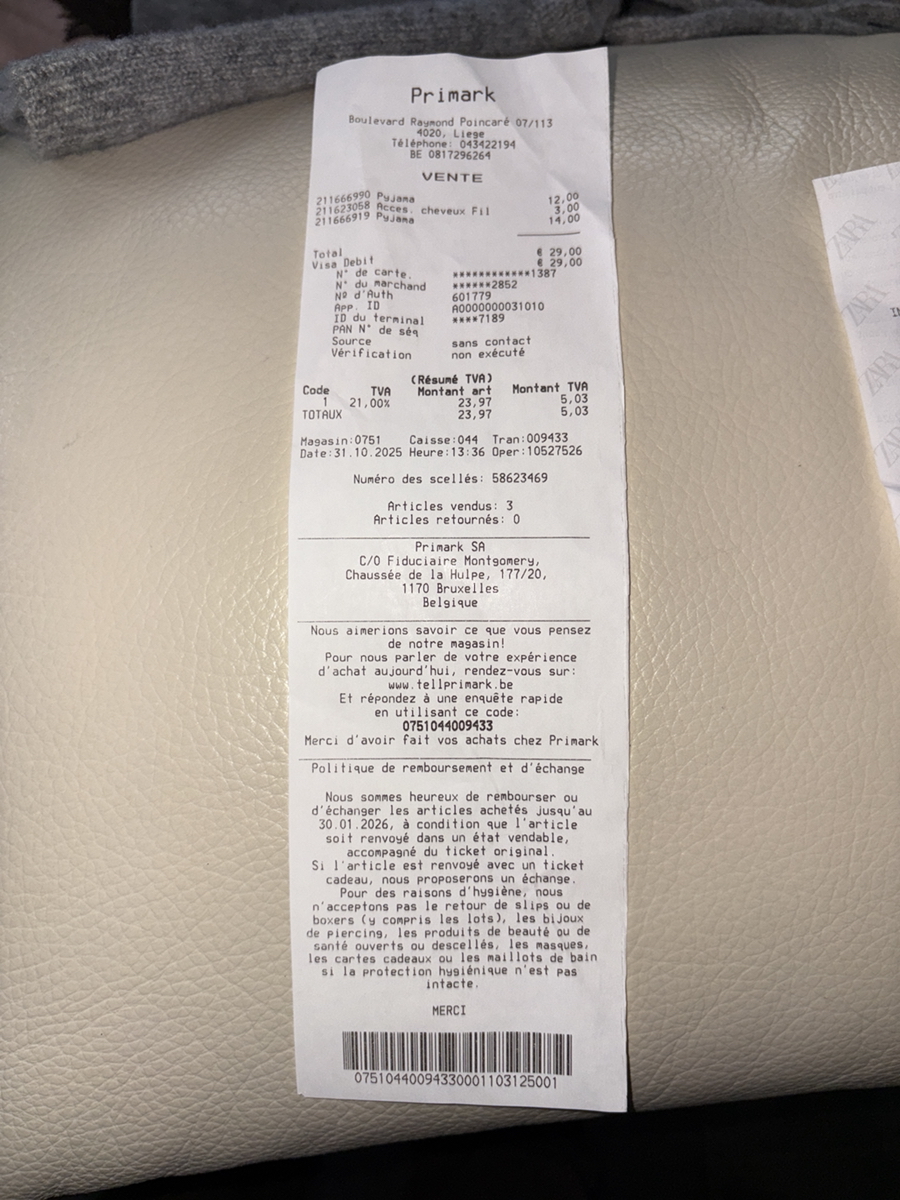 Primark
Boulevard Raymond Poincaré 07/113
4020, Liege
Téléphone: 043422194
BE 0817296264
VENTE
211666990 Pyjama 12,00
211623058 Acces. cheveux Fil 3,00
211666919 Pyjama 14,00
Total € 29,00
Visa Debit € 29,00
N° de carte. ************1387
N° du marchand ******2852
Nº d'Auth 601779
App. ID A0000000031010
ID du terminal ****7189
PAN N° de séq
Source sans contact
Vérification non exécuté
(Résumé TVA)
Code TVA Montant art Montant TVA
1 21,00% 23,97 5,03
TOTAUX 23,97 5,03
Magasin:0751 Caisse:044 Tran:009433
Date:31.10.2025 Heure:13:36 Oper:10527526
Numéro des scellés: 58623469
Articles vendus: 3
Articles retournés: 0
Primark SA
C/O Fiduciaire Montgomery,
Chaussée de la Hulpe, 177/20,
1170 Bruxelles
Belgique
Nous aimerions savoir ce que vous pensez
de notre magasin!
Pour nous parler de votre expérience
d'achat aujourd'hui, rendez-vous sur:
www.tellprimark.be
Et répondez à une enquête rapide
en utilisant ce code:
0751044009433
Merci d'avoir fait vos achats chez Primark
Politique de remboursement et d'échange
Nous sommes heureux de rembourser ou
d'échanger les articles achetés jusqu'au
30.01.2026, à condition que l'article
soit renvoyé dans un état vendable,
accompagné du ticket original.
Si l'article est renvoyé avec un ticket
cadeau, nous proposerons un échange.
Pour des raisons d'hygiène, nous
n'acceptons pas le retour de slips ou de
boxers (y compris les lots), les bijoux
de piercing, les produits de beauté ou de
santé ouverts ou descellés, les masques,
les cartes cadeaux ou les maillots de bain
si la protection hygiénique n'est pas
intacte.
MERCI
07510440094330001103125001
ZARA
ZARA
ZARA
ZARA